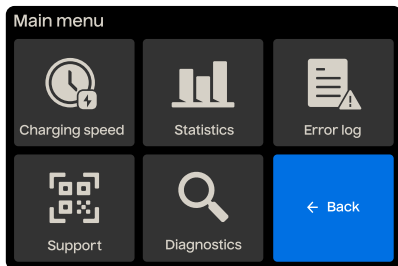 Main menu
Charging speed
Statistics
Error log
Support
Diagnostics
← Back